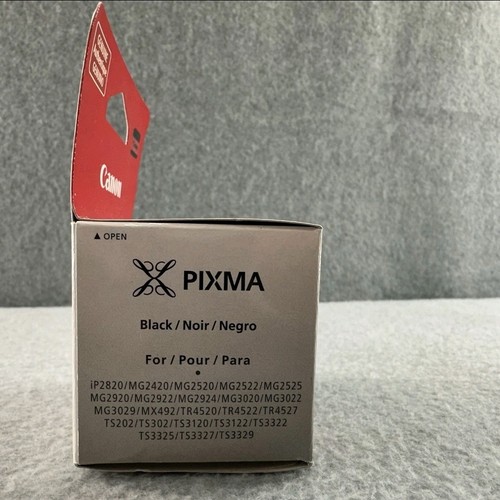 Canon
▲ OPEN
PIXMA
Black / Noir / Negro
For / Pour / Para
•
iP2820/MG2420/MG2520/MG2522/MG2525
MG2920/MG2922/MG2924/MG3020/MG3022
MG3029/MX492/TR4520/TR4522/TR4527
TS202/TS302/TS3120/TS3122/TS3322
TS3325/TS3327/TS3329